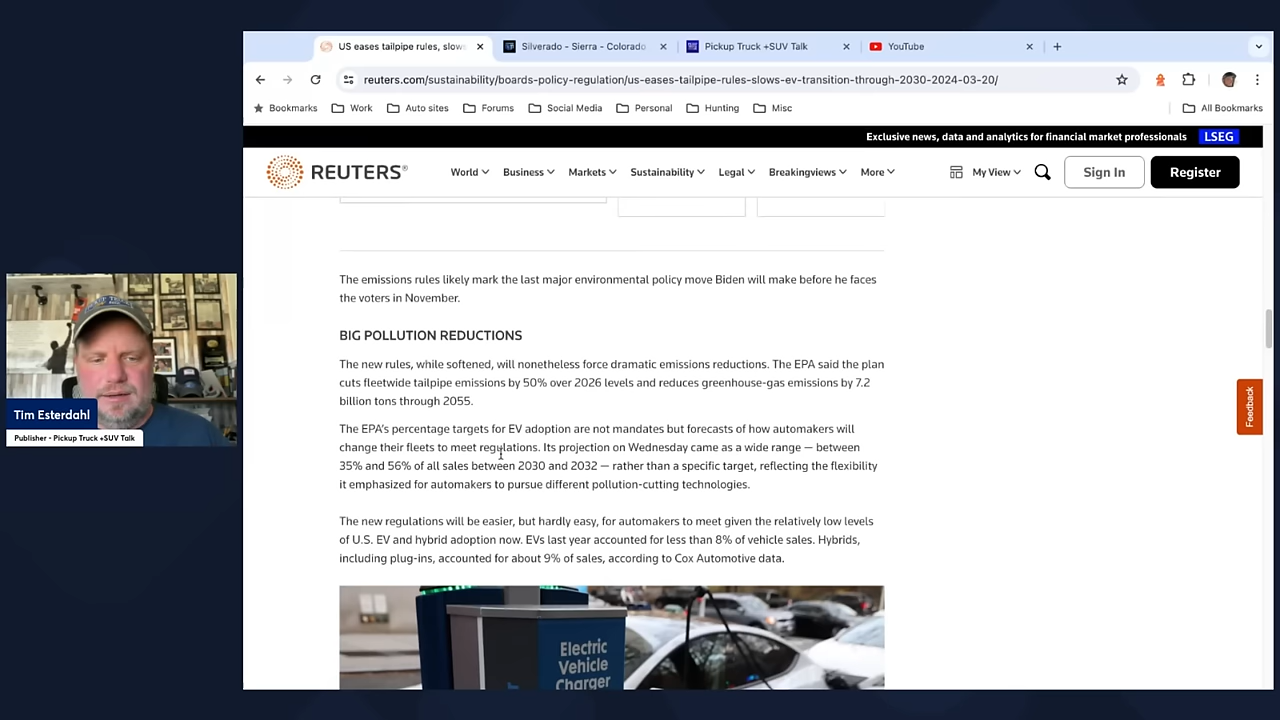 US eases tailpipe rules, slow
Silverado - Sierra - Colorado
Pickup Truck +SUV Talk
YouTube
reuters.com/sustainability/boards-policy-regulation/us-eases-tailpipe-rules-slows-ev-transition-through-2030-2024-03-20/
Bookmarks
Work
Auto sites
Forums
Social Media
Personal
Hunting
Misc
All Bookmarks
Exclusive news, data and analytics for financial market professionals
LSEG
REUTERS®
World
Business
Markets
Sustainability
Legal
Breakingviews
More
My View
Sign In
Register
The emissions rules likely mark the last major environmental policy move Biden will make before he faces
the voters in November.
BIG POLLUTION REDUCTIONS
The new rules, while softened, will nonetheless force dramatic emissions reductions. The EPA said the plan
cuts fleetwide tailpipe emissions by 50% over 2026 levels and reduces greenhouse-gas emissions by 7.2
billion tons through 2055.
The EPA's percentage targets for EV adoption are not mandates but forecasts of how automakers will
change their fleets to meet regulations. Its projection on Wednesday came as a wide range — between
35% and 56% of all sales between 2030 and 2032 — rather than a specific target, reflecting the flexibility
it emphasized for automakers to pursue different pollution-cutting technologies.
The new regulations will be easier, but hardly easy, for automakers to meet given the relatively low levels
of U.S. EV and hybrid adoption now. EVs last year accounted for less than 8% of vehicle sales. Hybrids,
including plug-ins, accounted for about 9% of sales, according to Cox Automotive data.
Electric
Vehicle
Charger
Feedback
Tim Esterdahl
Publisher - Pickup Truck +SUV Talk